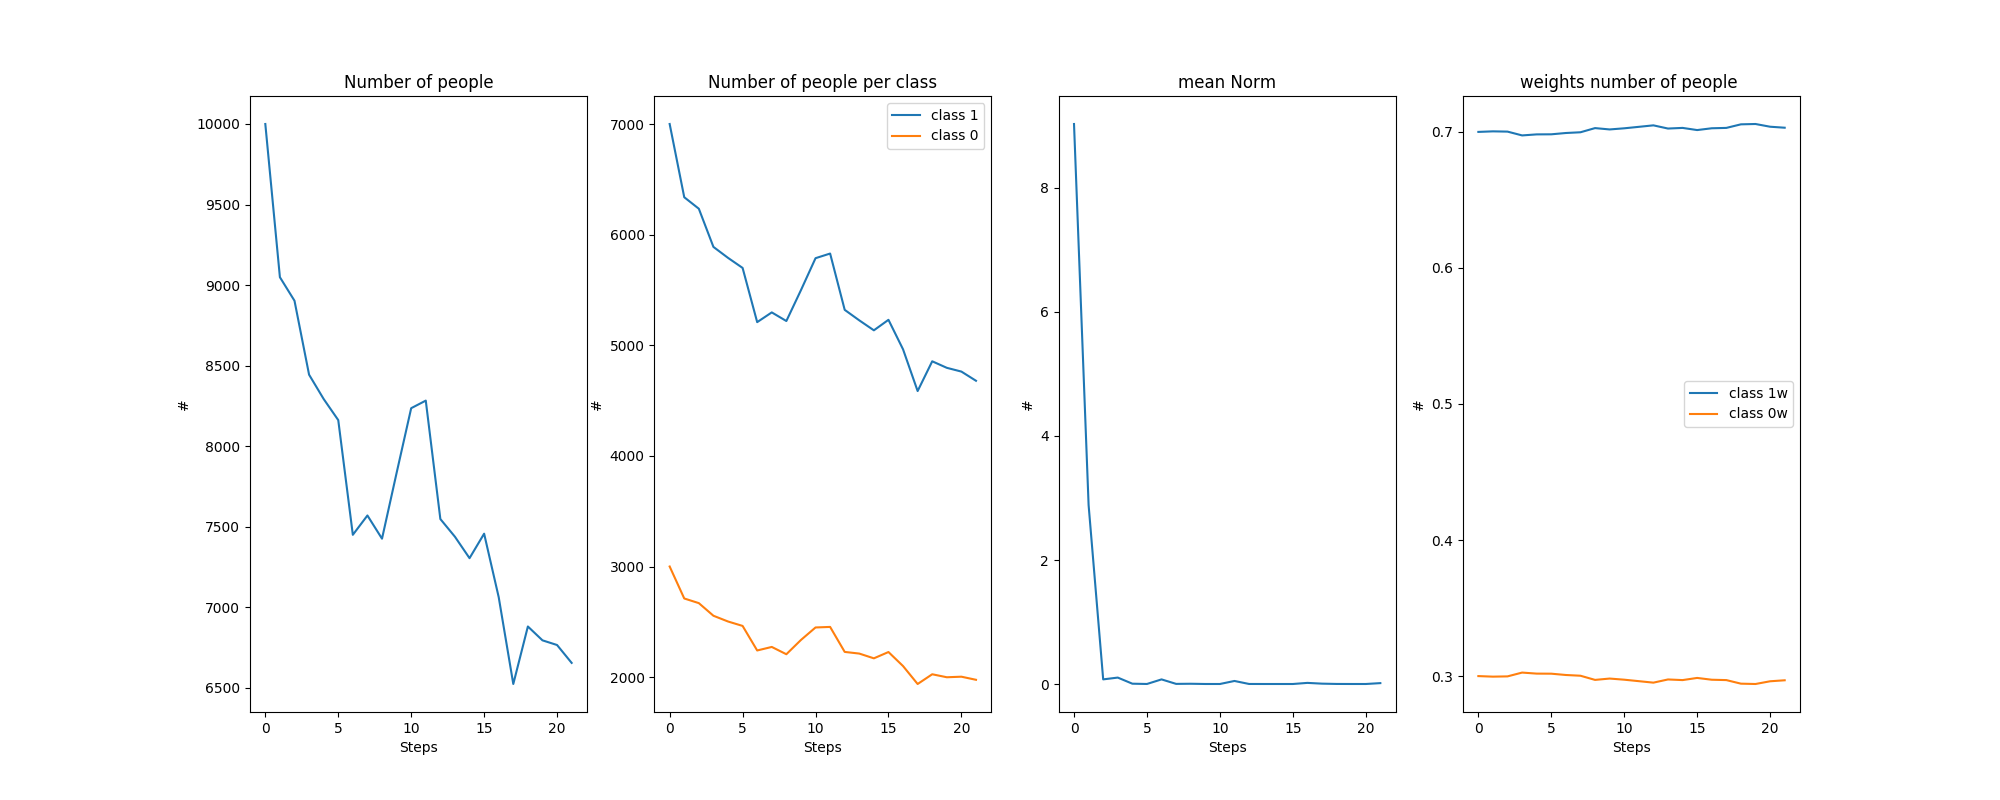 Number of people
10000
9500
9000
8500
8000
7500
7000
6500
#
0 5 10 15 20
Steps
Number of people per class
class 1
class 0
7000
6000
5000
4000
3000
2000
#
0 5 10 15 20
Steps
mean Norm
8
6
4
2
0
#
0 5 10 15 20
Steps
weights number of people
0.7
0.6
0.5
0.4
0.3
#
class 1w
class 0w
0 5 10 15 20
Steps